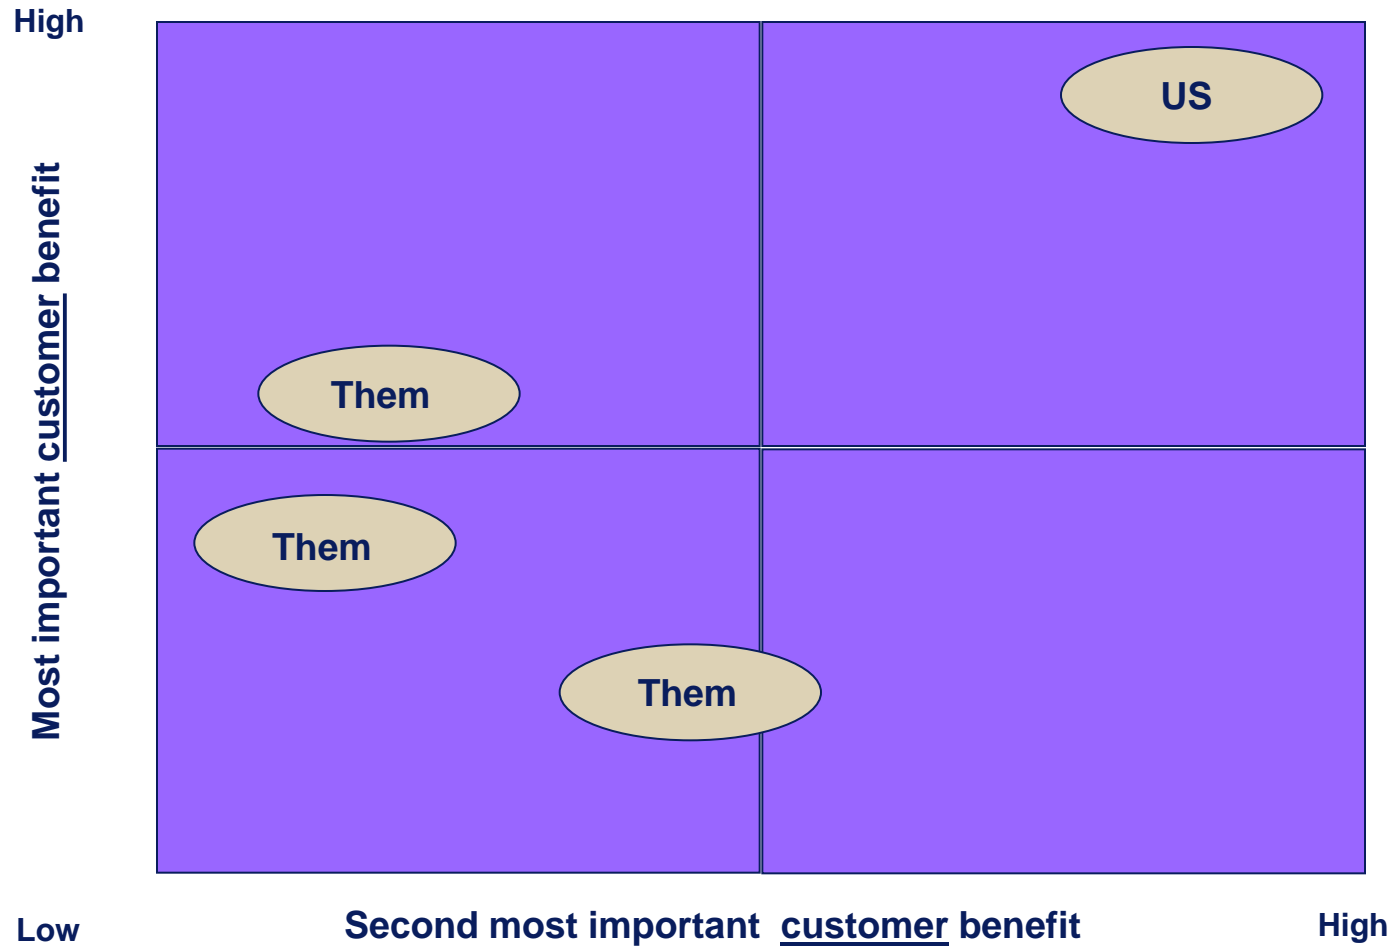 High
US
Most important customer benefit
Them
Them
Them
Low
Second most important customer benefit
High